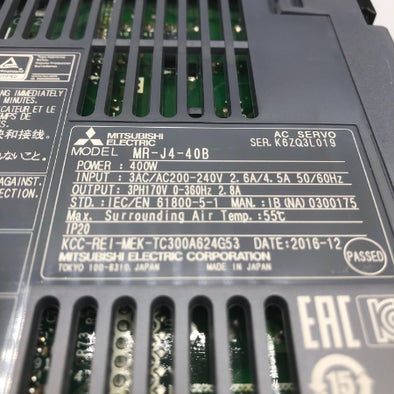 ING IMMEDIATELY
MINUTES.
MITSUBISHI
ELECTRIC
AC SERVO
SER. K6ZQ3L019
MODEL MR-J4-40B
POWER : 400W
INPUT : 3AC/AC200-240V 2.6A/4.5A 50/60Hz
OUTPUT: 3PH170V 0-360Hz 2.8A
STD. : IEC/EN 61800-5-1 MAN. : IB (NA) 0300175
Max. Surrounding Air Temp. : 55℃
IP20
KCC-REI-MEK-TC300A624G53 DATE:2016-12
MITSUBISHI ELECTRIC CORPORATION
TOKYO 100-8310, JAPAN MADE IN JAPAN
PASSED
AGAINST.
EAC
15